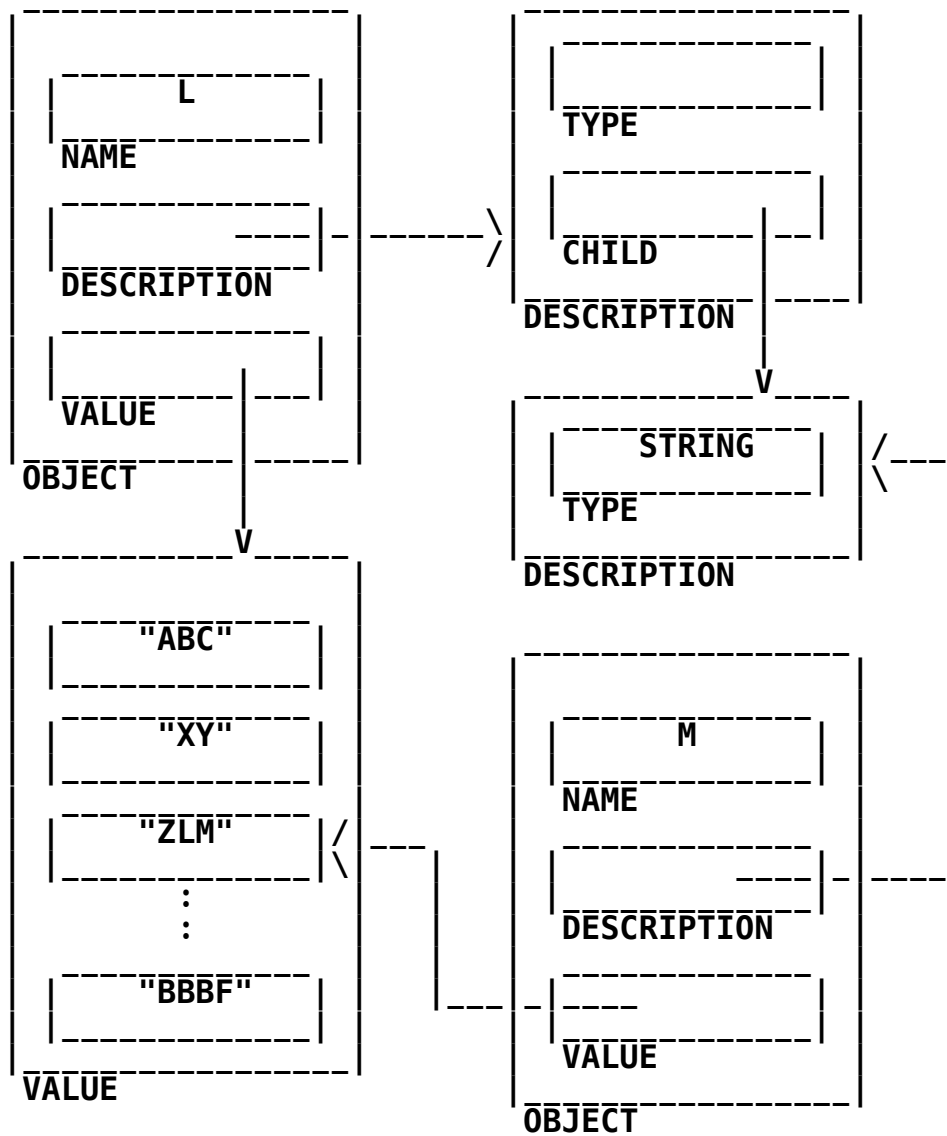 L
NAME
DESCRIPTION
VALUE
OBJECT
TYPE
CHILD
DESCRIPTION
STRING
TYPE
DESCRIPTION
"ABC"
"XY"
"ZLM"
:
:
"BBBF"
VALUE
M
NAME
DESCRIPTION
VALUE
OBJECT